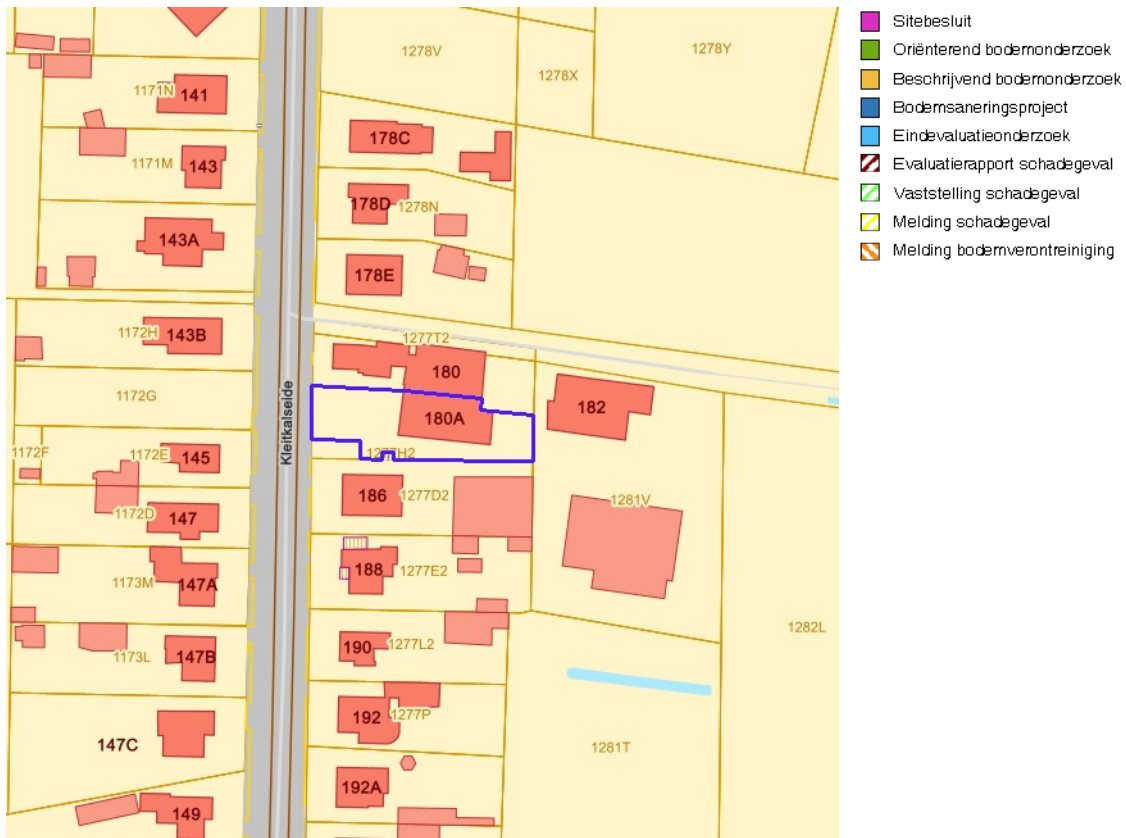 1278V
1278Y
1278X
1171N
141
178C
1171M
143
178D
1278N
143A
178E
1172H
143B
1277T2
180
1172G
180A
182
Kleitkalseide
1277H2
1172F
1172E
145
186
1277D2
1281V
1172D
147
188
1277E2
1173M
147A
1282L
190
1277L2
1173L
147B
192
1277P
147C
1281T
192A
149
Sitebesluit
Oriënterend bodemonderzoek
Beschrijvend bodemonderzoek
Bodemsaneringsproject
Eindevaluatieonderzoek
Evaluatierapport schadegeval
Vaststelling schadegeval
Melding schadegeval
Melding bodemverontreiniging